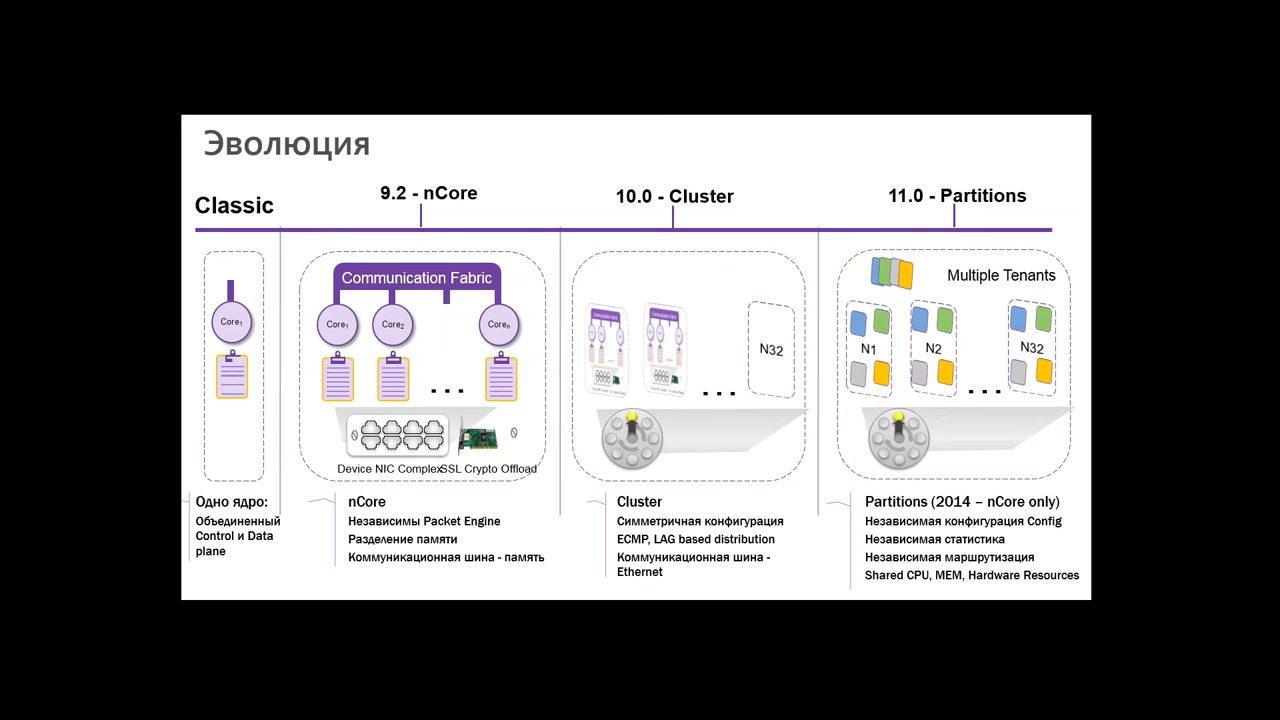 Эволюция
Classic
9.2 - nCore
10.0 - Cluster
11.0 - Partitions
Core1
Communication Fabric
Core1
Core2
Coren
. . .
Device NIC Complex
SSL Crypto Offload
N32
. . .
Multiple Tenants
N1
N2
N32
. . .
Одно ядро:
Объединенный
Control и Data
plane
nCore
Независимы Packet Engine
Разделение памяти
Коммуникационная шина - память
Cluster
Симметричная конфигурация
ECMP, LAG based distribution
Коммуникационная шина -
Ethernet
Partitions (2014 – nCore only)
Независимая конфигурация Config
Независимая статистика
Независимая маршрутизация
Shared CPU, MEM, Hardware Resources